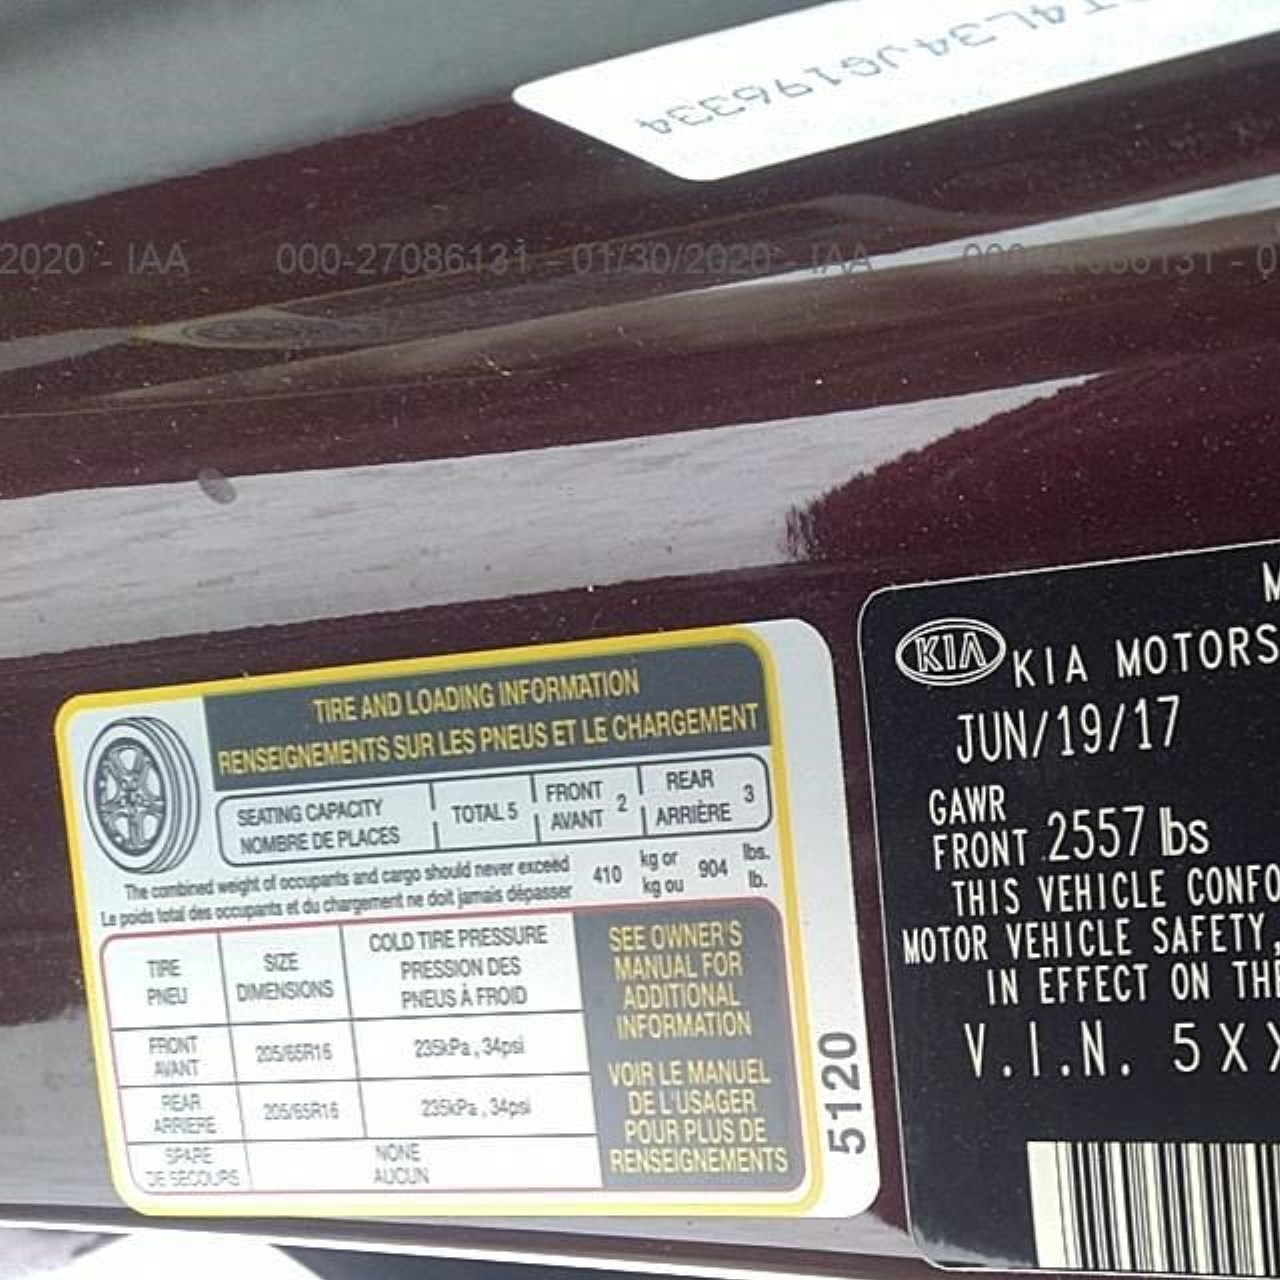 T4L34JG196334
2020 - IAA 000-27086131 - 01/30/2020 - IAA 000-27086131 - 0
TIRE AND LOADING INFORMATION
RENSEIGNEMENTS SUR LES PNEUS ET LE CHARGEMENT
SEATING CAPACITY
NOMBRE DE PLACES
TOTAL 5
FRONT
AVANT
2
REAR
ARRIÈRE
3
The combined weight of occupants and cargo should never exceed 410 kg or 904 lbs.
Le poids total des occupants et du chargement ne doit jamais dépasser kg ou lb.
TIRE
PNEU
SIZE
DIMENSIONS
COLD TIRE PRESSURE
PRESSION DES
PNEUS À FROID
FRONT
AVANT
205/65R16
235kPa , 34psi
REAR
ARRIERE
205/65R16
235kPa , 34psi
SPARE
DE SECOURS
NONE
AUCUN
SEE OWNER'S
MANUAL FOR
ADDITIONAL
INFORMATION
VOIR LE MANUEL
DE L'USAGER
POUR PLUS DE
RENSEIGNEMENTS
5120
M
KIA KIA MOTORS
JUN/19/17
GAWR
FRONT 2557 lbs
THIS VEHICLE CONFO
MOTOR VEHICLE SAFETY
IN EFFECT ON THE
V.I.N. 5XX